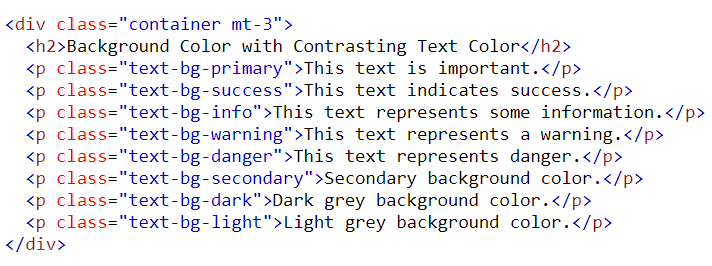 <div class="container mt-3">
  <h2>Background Color with Contrasting Text Color</h2>
  <p class="text-bg-primary">This text is important.</p>
  <p class="text-bg-success">This text indicates success.</p>
  <p class="text-bg-info">This text represents some information.</p>
  <p class="text-bg-warning">This text represents a warning.</p>
  <p class="text-bg-danger">This text represents danger.</p>
  <p class="text-bg-secondary">Secondary background color.</p>
  <p class="text-bg-dark">Dark grey background color.</p>
  <p class="text-bg-light">Light grey background color.</p>
</div>